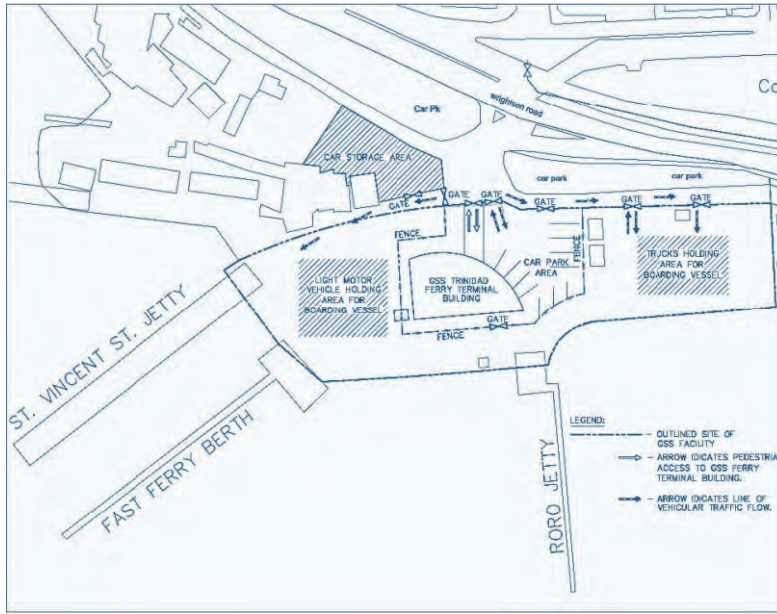 Co
wrightson road
Car Pk
CAR STORAGE AREA
car park
car park
GATE
GATE
GATE
GATE
GATE
GATE
FENCE
FENCE
CAR PARK
AREA
TRUCKS HOLDING
AREA FOR
BOARDING VESSEL
LIGHT MOTOR
VEHICLE HOLDING
AREA FOR
BOARDING VESSEL
GSS TRINIDAD
FERRY TERMINAL
BUILDING
GATE
FENCE
ST. VINCENT ST. JETTY
FAST FERRY BERTH
RORO JETTY
LEGEND:
- OUTLINED SITE OF
GSS FACILITY
- ARROW IDICATES PEDESTRIA
ACCESS TO GSS FERRY
TERMINAL BUILDING.
- ARROW IDICATES LINE OF
VEHICULAR TRAFFIC FLOW.